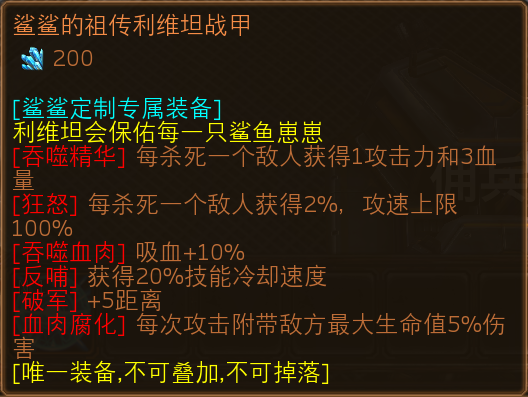 鲨鲨的祖传利维坦战甲
200
[鲨鲨定制专属装备]
利维坦会保佑每一只鲨鱼崽崽
[吞噬精华] 每杀死一个敌人获得1攻击力和3血
量
[狂怒] 每杀死一个敌人获得2%，攻速上限
100%
[吞噬血肉] 吸血+10%
[反哺] 获得20%技能冷却速度
[破军] +5距离
[血肉腐化] 每次攻击附带敌方最大生命值5%伤
害
[唯一装备,不可叠加,不可掉落]